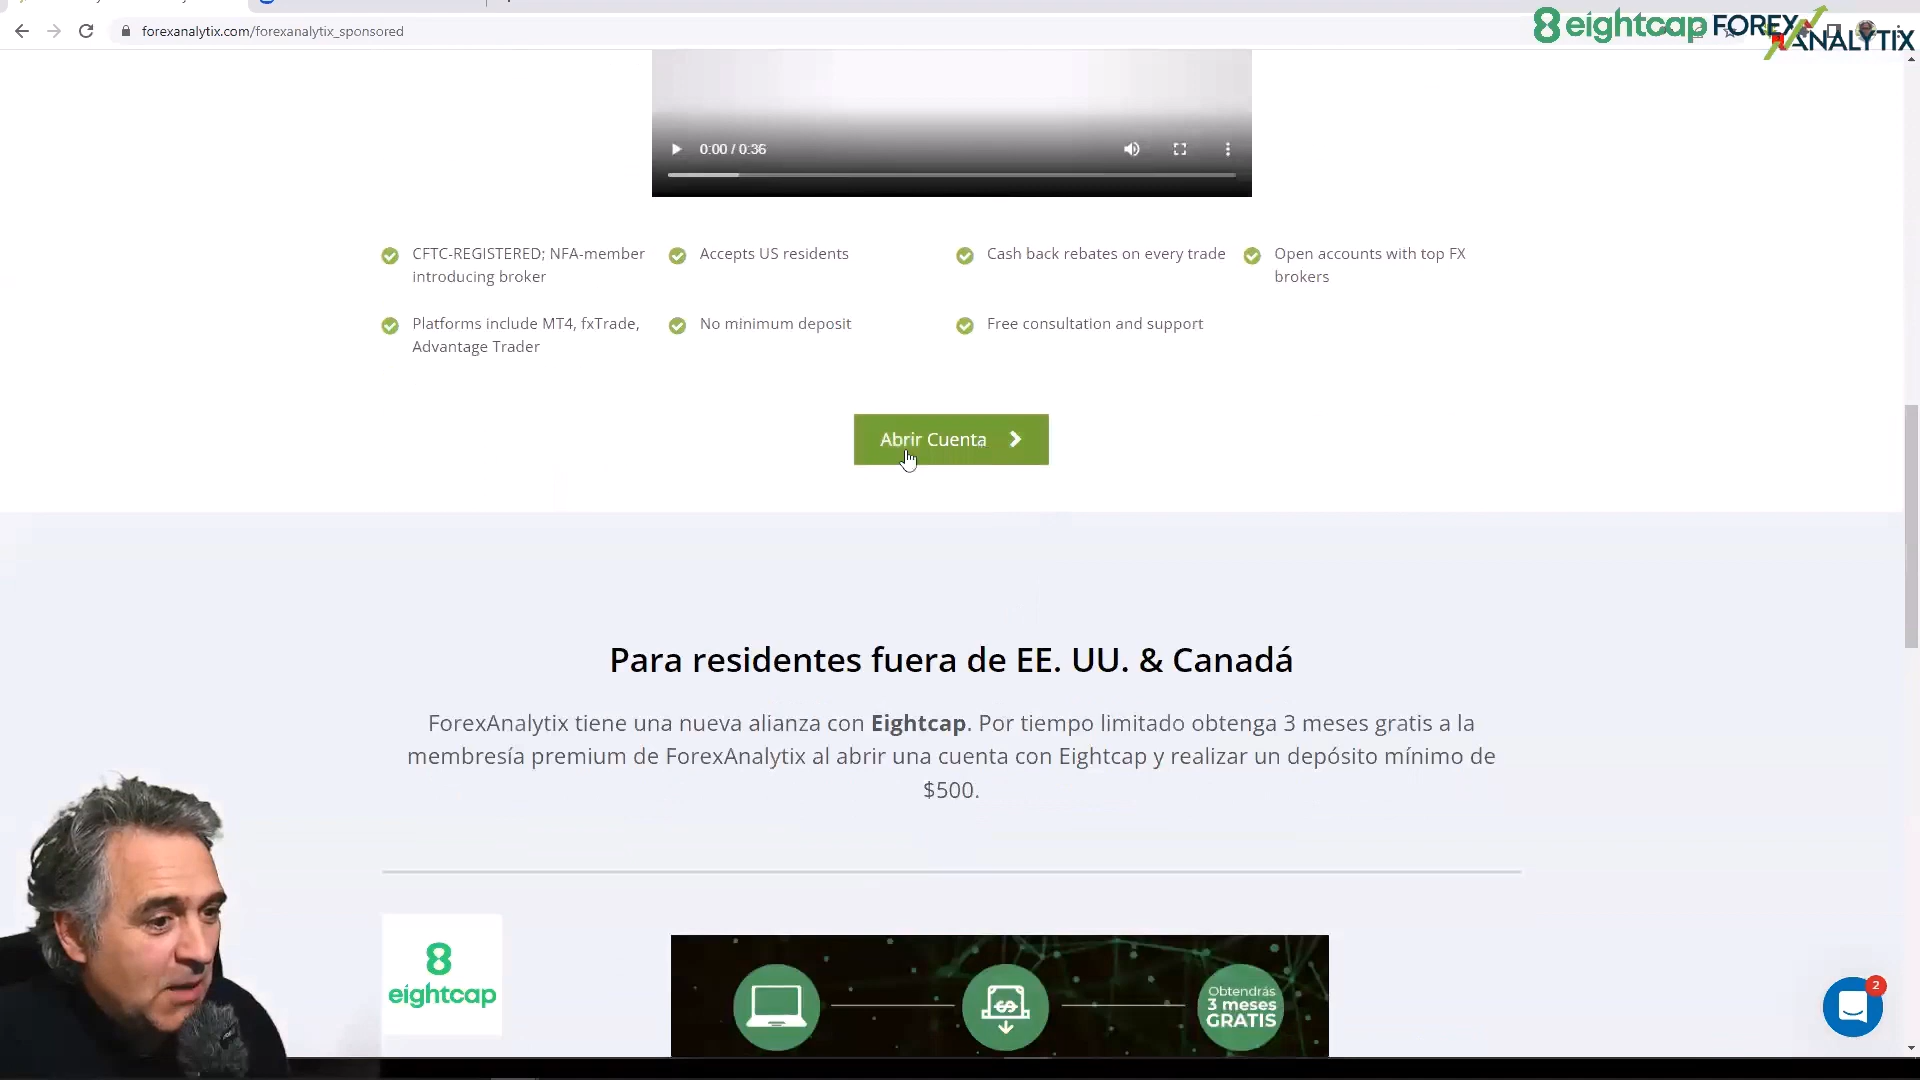 forexanalytix.com/forexanalytix_sponsored
8 eightcap FOREX ANALYTIX
0:00 / 0:36
CFTC-REGISTERED; NFA-member
introducing broker
Accepts US residents
Cash back rebates on every trade
Open accounts with top FX
brokers
Platforms include MT4, fxTrade,
Advantage Trader
No minimum deposit
Free consultation and support
Abrir Cuenta
Para residentes fuera de EE. UU. & Canadá
ForexAnalytix tiene una nueva alianza con Eightcap. Por tiempo limitado obtenga 3 meses gratis a la
membresía premium de ForexAnalytix al abrir una cuenta con Eightcap y realizar un depósito mínimo de
$500.
8
eightcap
Obtendrás
3 meses
GRATIS
2